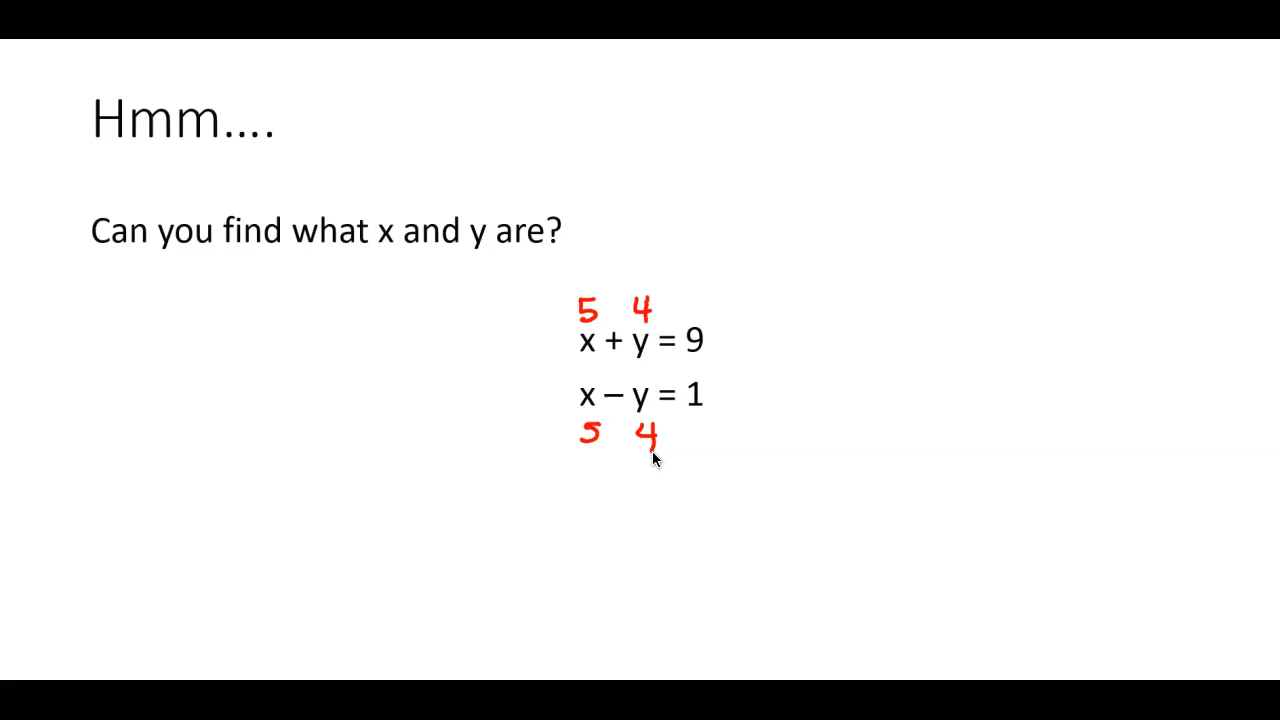 Hmm….
Can you find what x and y are?
5 4
x + y = 9
x – y = 1
5 4